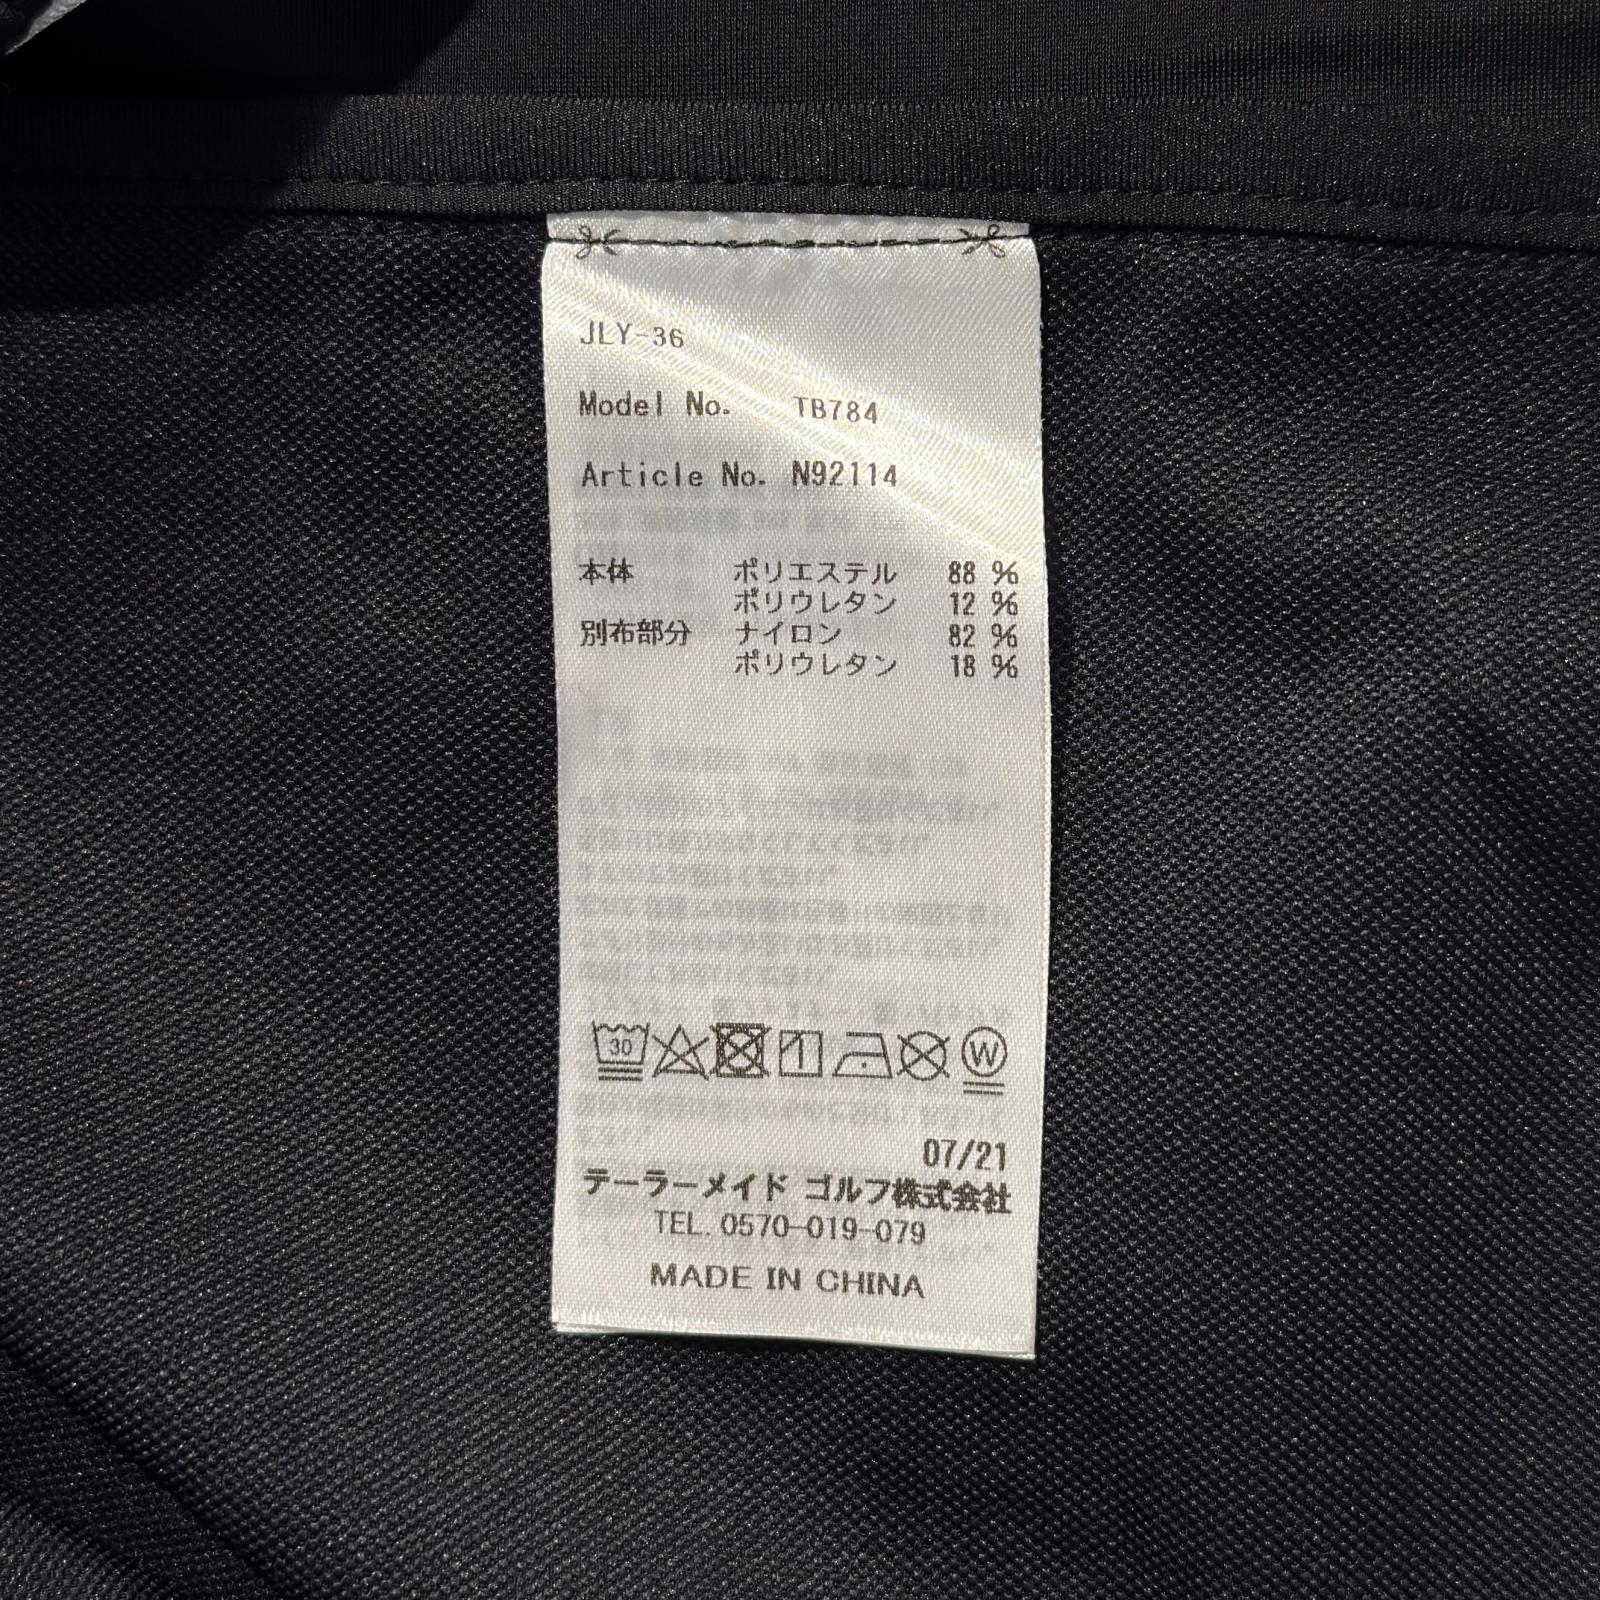 JLY-36
Model No. TB784
Article No. N92114
本体 ポリエステル 88 %
ポリウレタン 12 %
別布部分 ナイロン 82 %
ポリウレタン 18 %
30
W
07/21
テーラーメイド ゴルフ株式会社
TEL. 0570-019-079
MADE IN CHINA